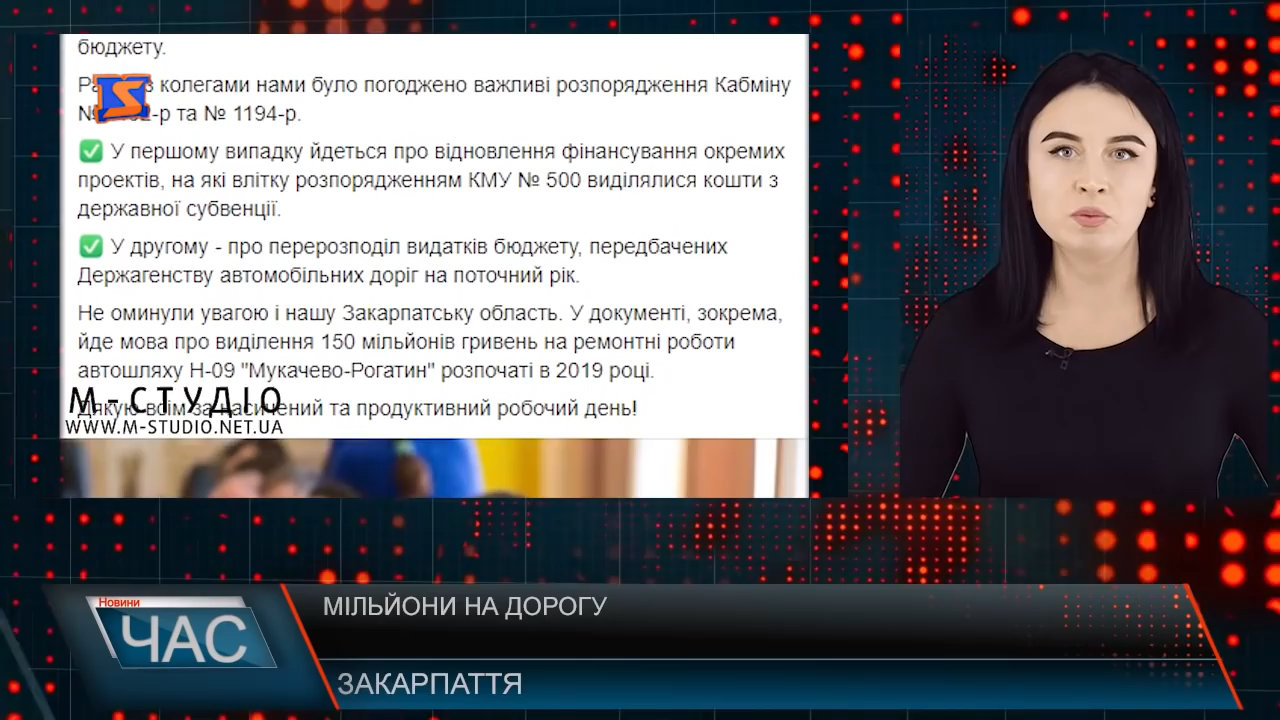 бюджету.
з колегами нами було погоджено важливі розпорядження Кабміну
-р та № 1194-р.
✅ У першому випадку йдеться про відновлення фінансування окремих
проектів, на які влітку розпорядженням КМУ № 500 виділялися кошти з
державної субвенції.
✅ У другому - про перерозподіл видатків бюджету, передбачених
Держагенству автомобільних доріг на поточний рік.
Не оминули увагою і нашу Закарпатську область. У документі, зокрема,
йде мова про виділення 150 мільйонів гривень на ремонтні роботи
автошляху Н-09 "Мукачево-Рогатин" розпочаті в 2019 році.
М-СТУДІО
Дякую всім за насичений та продуктивний робочий день!
WWW.M-STUDIO.NET.UA
Новини
ЧАС
МІЛЬЙОНИ НА ДОРОГУ
ЗАКАРПАТТЯ